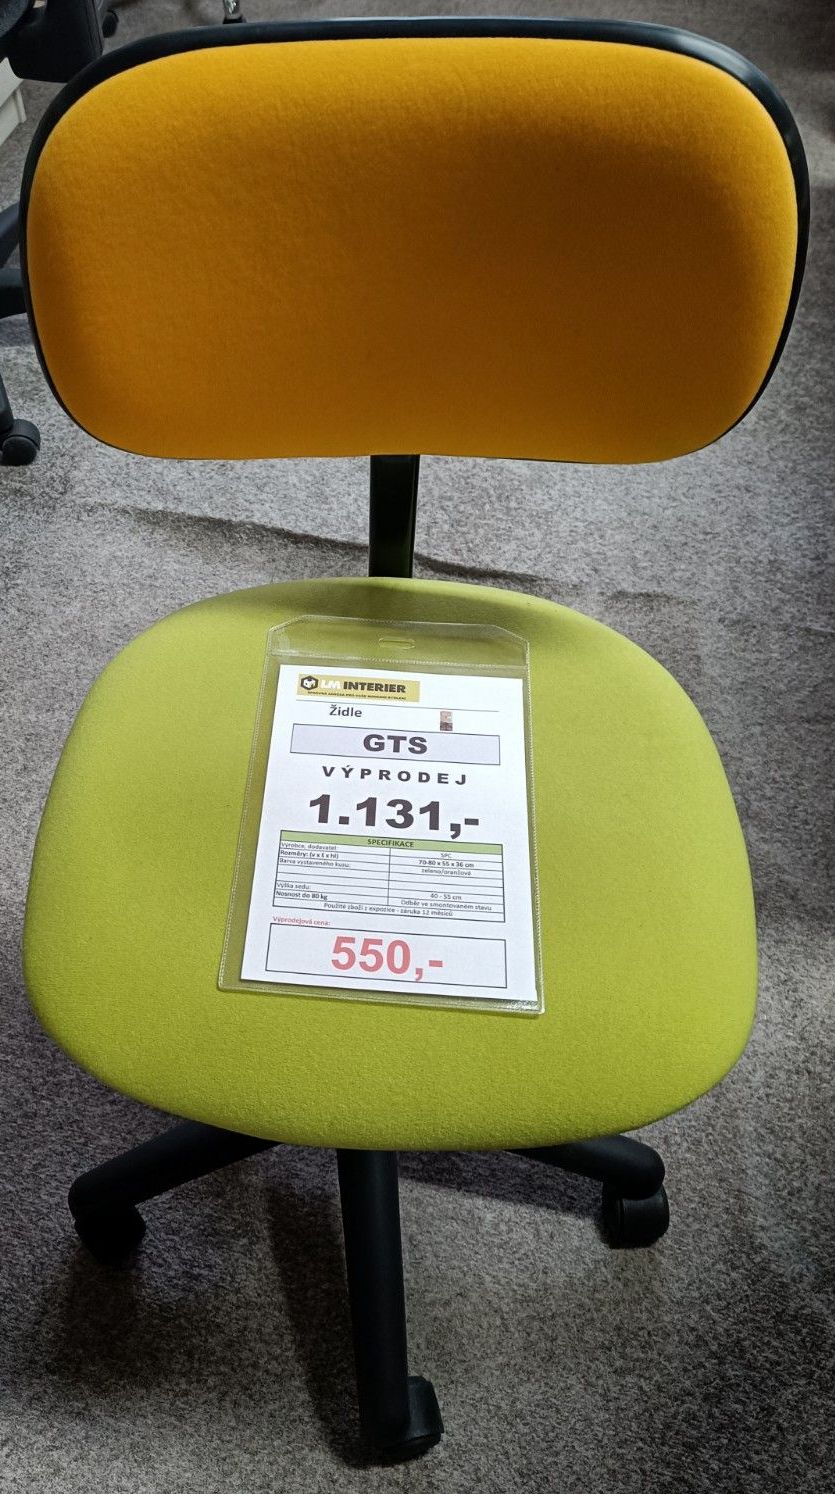 LM INTERIER
Židle
GTS
VÝPRODEJ
1.131,-
SPECIFIKACE
Výrobce, dodavatel: SPC
Rozměry: (v x š x hl) 70-80 x 55 x 36 cm
Barva vystaveného kusu: zeleno/oranžová
Výška sedu: 40 - 55 cm
Nosnost do 80 kg Odběr ve smontovaném stavu
Použité zboží z expozice - záruka 12 měsíců
Výprodejová cena:
550,-